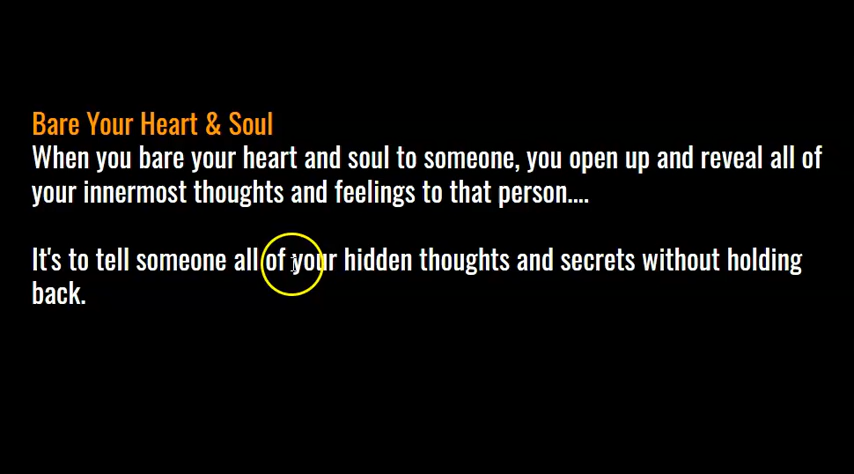 Bare Your Heart & Soul
When you bare your heart and soul to someone, you open up and reveal all of
your innermost thoughts and feelings to that person....
It's to tell someone all of your hidden thoughts and secrets without holding
back.